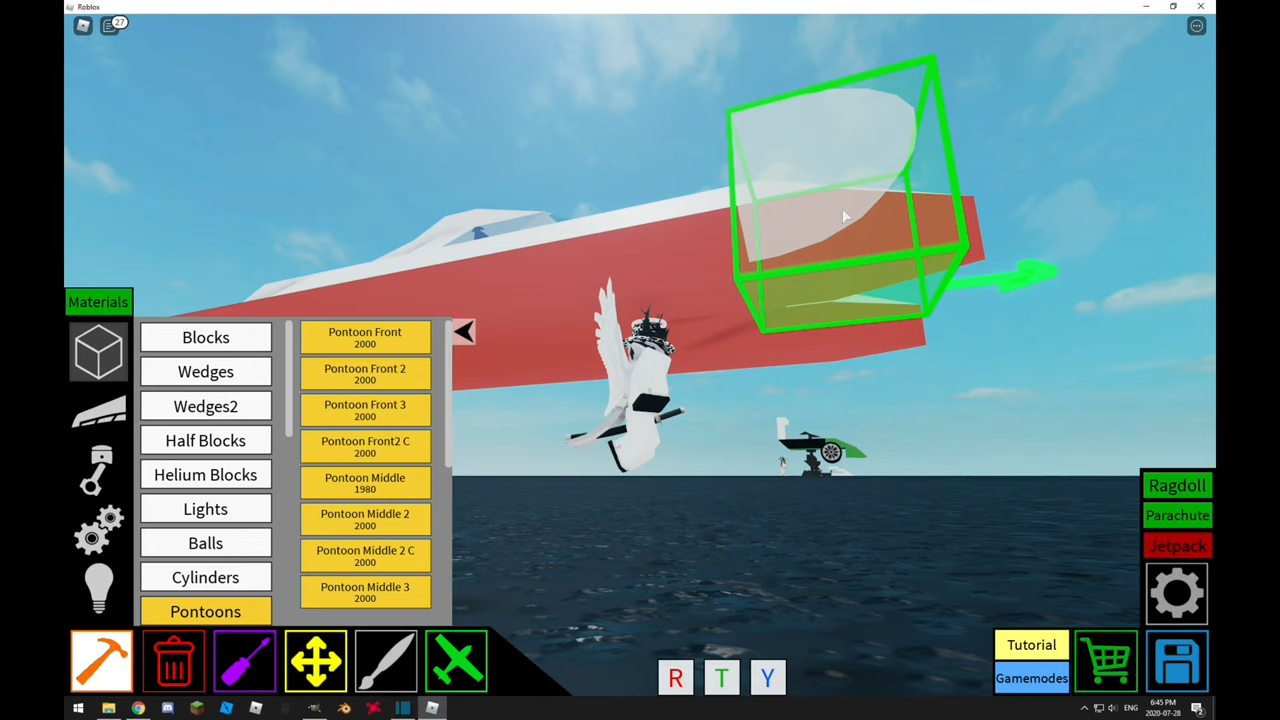 Roblox
27
Materials
Blocks
Wedges
Wedges2
Half Blocks
Helium Blocks
Lights
Balls
Cylinders
Pontoons
Pontoon Front
2000
Pontoon Front 2
2000
Pontoon Front 3
2000
Pontoon Front2 C
2000
Pontoon Middle
1980
Pontoon Middle 2
2000
Pontoon Middle 2 C
2000
Pontoon Middle 3
2000
Ragdoll
Parachute
Jetpack
Tutorial
Gamemodes
R T Y
ENG
6:45 PM
2020-07-28
2